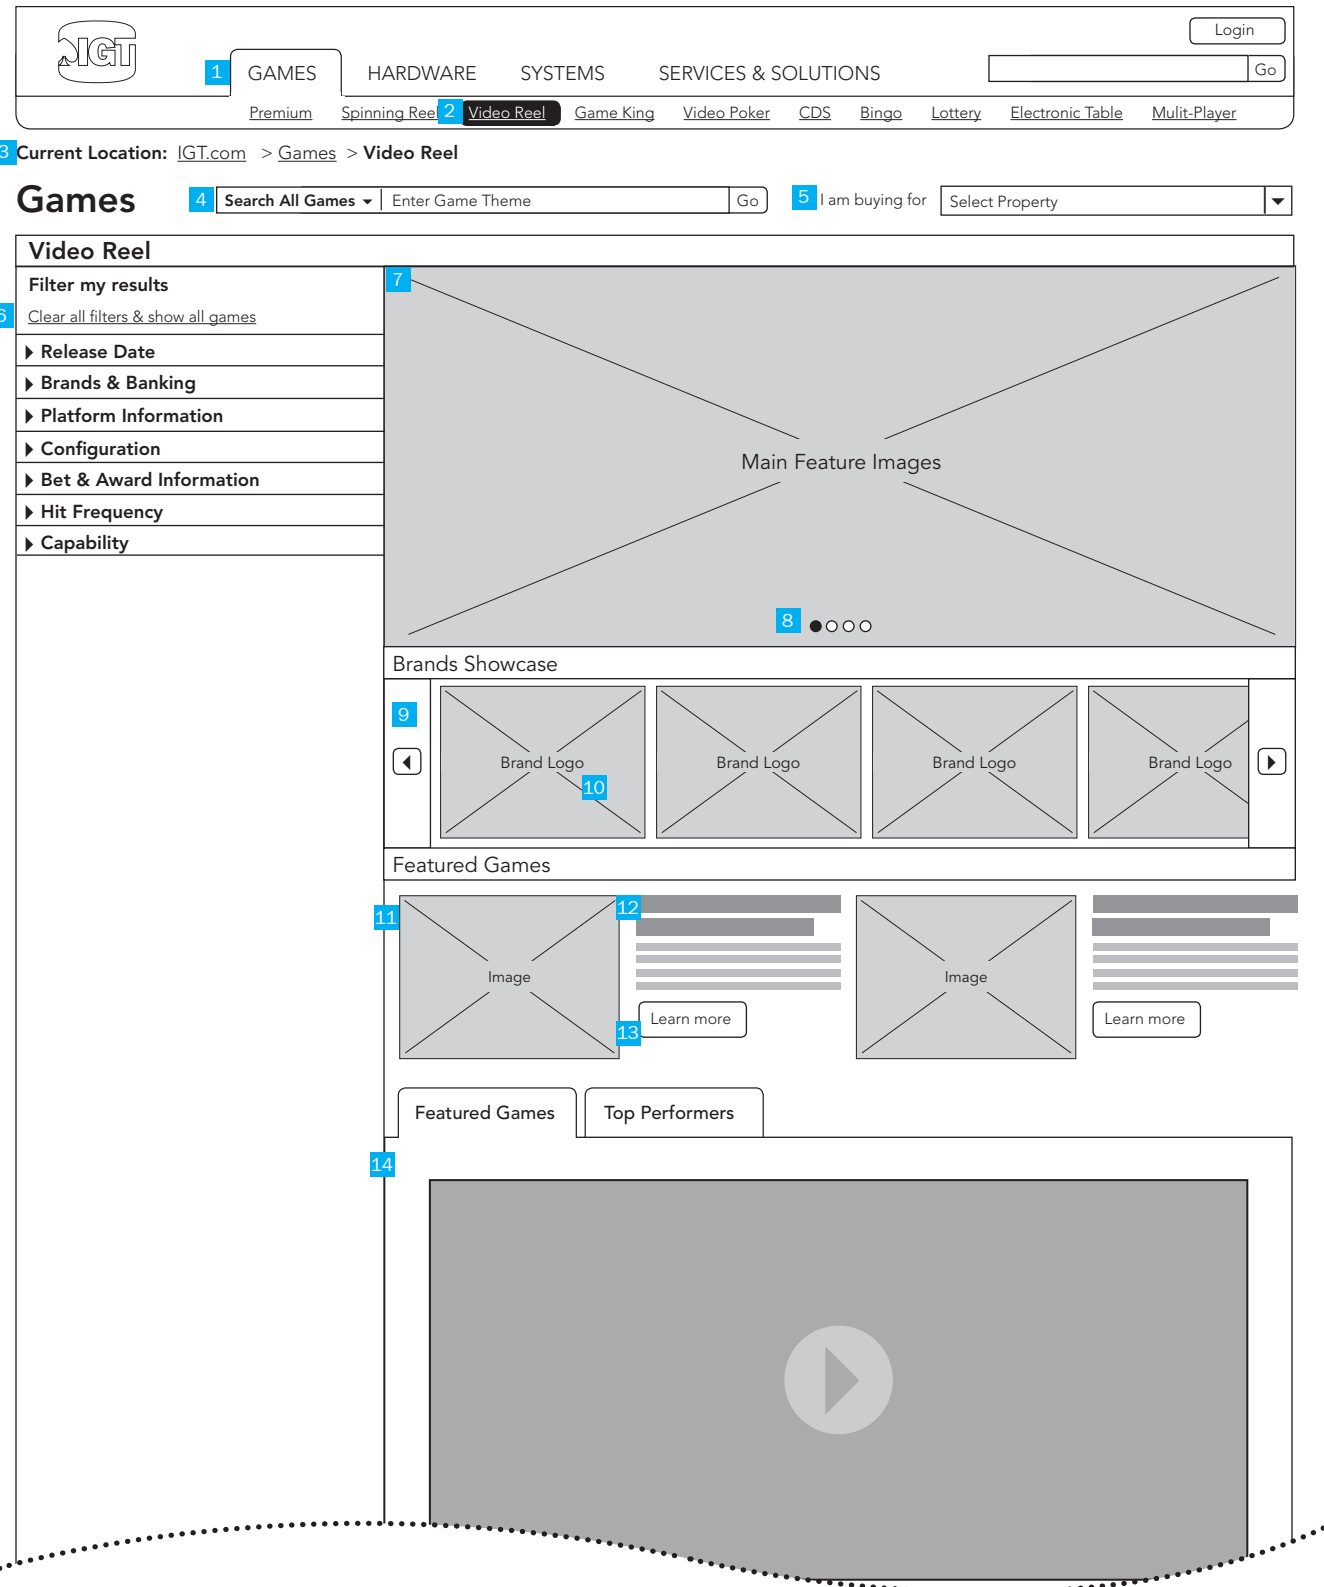 IGT
Login
1 GAMES HARDWARE SYSTEMS SERVICES & SOLUTIONS Go
Premium Spinning Reel 2 Video Reel Game King Video Poker CDS Bingo Lottery Electronic Table Mulit-Player
3 Current Location: IGT.com > Games > Video Reel
Games 4 Search All Games Enter Game Theme Go 5 I am buying for Select Property
Video Reel
Filter my results
6 Clear all filters & show all games
Release Date
Brands & Banking
Platform Information
Configuration
Bet & Award Information
Hit Frequency
Capability
7
Main Feature Images
8
Brands Showcase
9
Brand Logo Brand Logo Brand Logo Brand Logo
10
Featured Games
11 12
Image Image
13 Learn more Learn more
Featured Games Top Performers
14